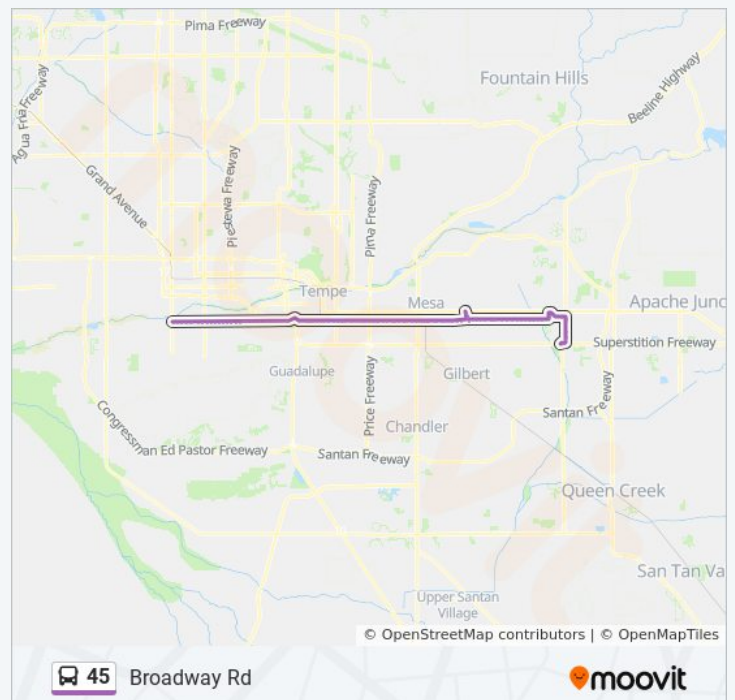 Pima Freeway
Fountain Hills
Beeline Highway
Agua Fria Freeway
Grand Avenue
Piestewa Freeway
Pima Freeway
Tempe
Mesa
Apache Junc
Superstition Freeway
Guadalupe
Gilbert
Price Freeway
Santan Freeway
Congressman Ed Pastor Freeway
Chandler
Santan Freeway
Queen Creek
San Tan Va
Upper Santan
Village
© OpenStreetMap contributors | © OpenMapTiles
45 Broadway Rd
moovit